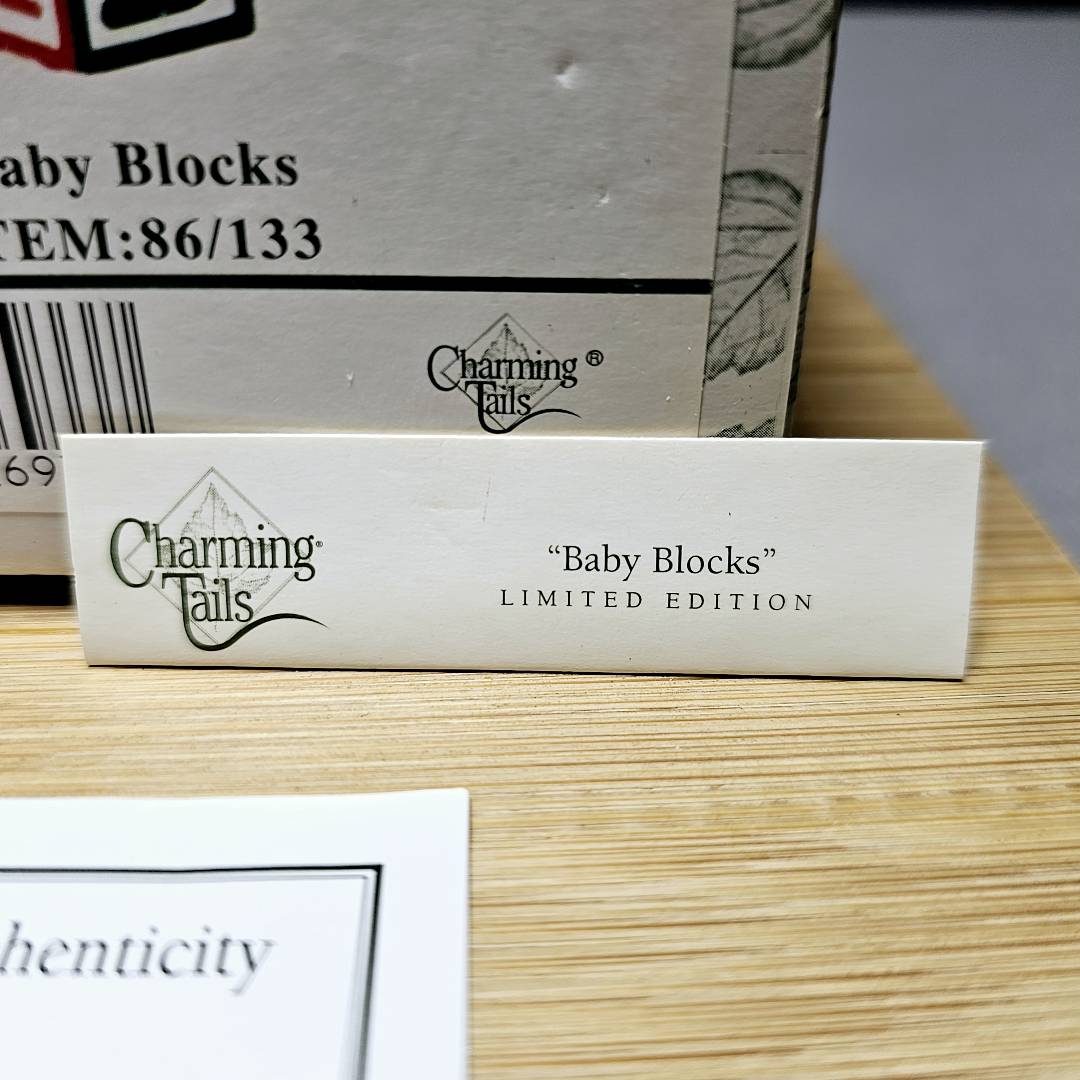 aby Blocks
TEM:86/133
Charming ®
Tails
69
Charming®
Tails
“Baby Blocks”
LIMITED EDITION
henticity